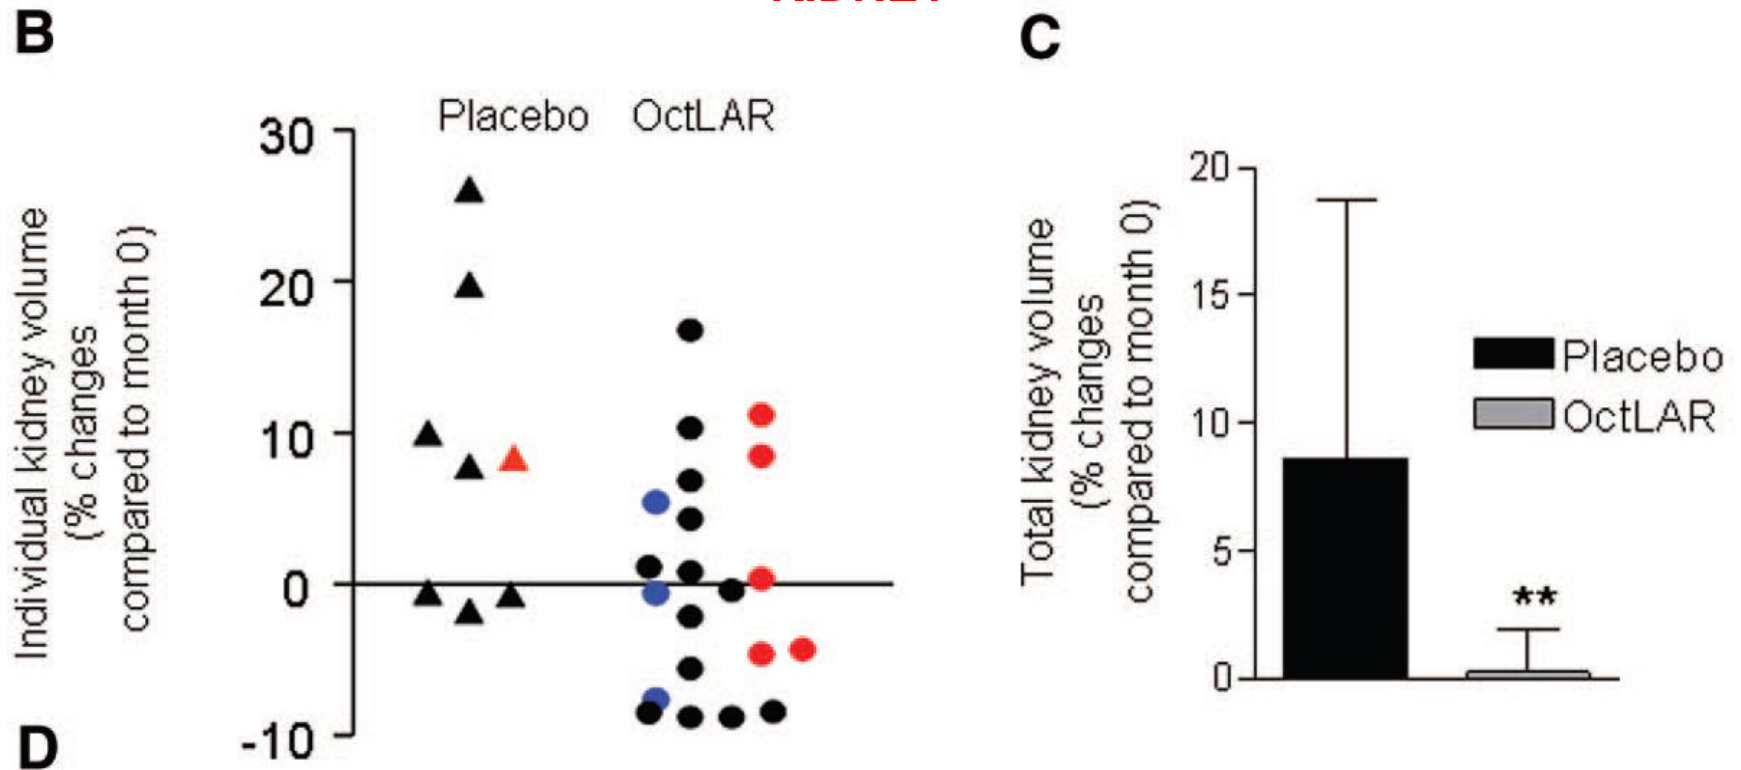 B
Placebo OctLAR
30
20
10
0
-10
Individual kidney volume
(% changes
compared to month 0)
C
20
15
10
5
0
Total kidney volume
(% changes
compared to month 0)
Placebo
OctLAR
**
D